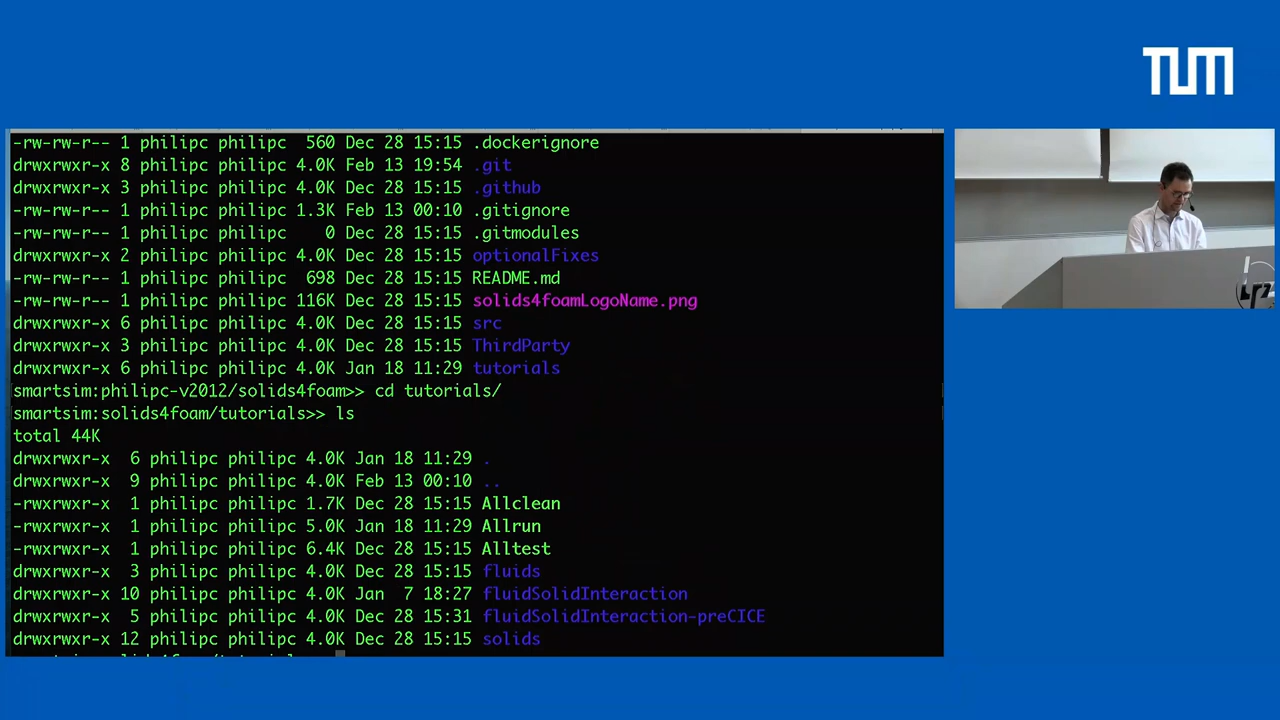 TUM
-rw-rw-r-- 1 philipc philipc  560 Dec 28 15:15 .dockerignore
drwxrwxr-x 8 philipc philipc 4.0K Feb 13 19:54 .git
drwxrwxr-x 3 philipc philipc 4.0K Dec 28 15:15 .github
-rw-rw-r-- 1 philipc philipc 1.3K Feb 13 00:10 .gitignore
-rw-rw-r-- 1 philipc philipc    0 Dec 28 15:15 .gitmodules
drwxrwxr-x 2 philipc philipc 4.0K Dec 28 15:15 optionalFixes
-rw-rw-r-- 1 philipc philipc  698 Dec 28 15:15 README.md
-rw-rw-r-- 1 philipc philipc 116K Dec 28 15:15 solids4foamLogoName.png
drwxrwxr-x 6 philipc philipc 4.0K Dec 28 15:15 src
drwxrwxr-x 3 philipc philipc 4.0K Dec 28 15:15 ThirdParty
drwxrwxr-x 6 philipc philipc 4.0K Jan 18 11:29 tutorials
smartsim:philipc-v2012/solids4foam>> cd tutorials/
smartsim:solids4foam/tutorials>> ls
total 44K
drwxrwxr-x  6 philipc philipc 4.0K Jan 18 11:29 .
drwxrwxr-x  9 philipc philipc 4.0K Feb 13 00:10 ..
-rwxrwxr-x  1 philipc philipc 1.7K Dec 28 15:15 Allclean
-rwxrwxr-x  1 philipc philipc 5.0K Jan 18 11:29 Allrun
-rwxrwxr-x  1 philipc philipc 6.4K Dec 28 15:15 Alltest
drwxrwxr-x  3 philipc philipc 4.0K Dec 28 15:15 fluids
drwxrwxr-x 10 philipc philipc 4.0K Jan  7 18:27 fluidSolidInteraction
drwxrwxr-x  5 philipc philipc 4.0K Dec 28 15:31 fluidSolidInteraction-preCICE
drwxrwxr-x 12 philipc philipc 4.0K Dec 28 15:15 solids